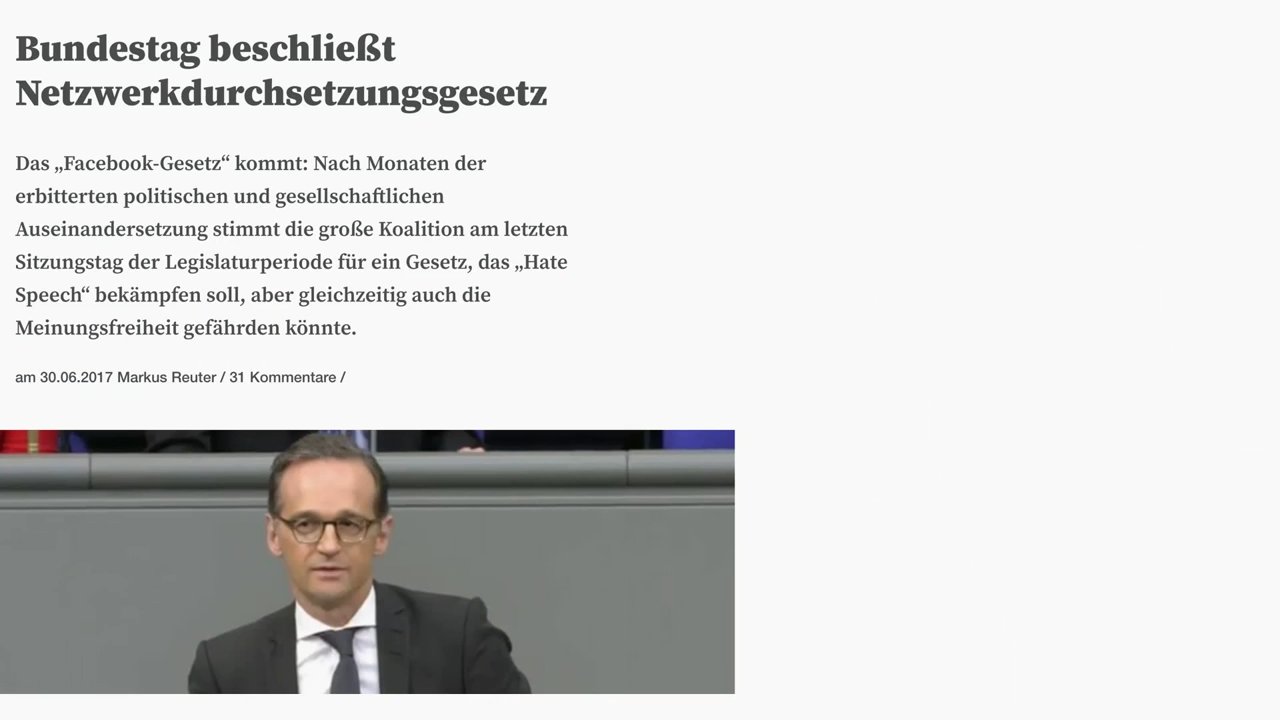 Bundestag beschließt
Netzwerkdurchsetzungsgesetz
Das „Facebook-Gesetz“ kommt: Nach Monaten der
erbitterten politischen und gesellschaftlichen
Auseinandersetzung stimmt die große Koalition am letzten
Sitzungstag der Legislaturperiode für ein Gesetz, das „Hate
Speech“ bekämpfen soll, aber gleichzeitig auch die
Meinungsfreiheit gefährden könnte.
am 30.06.2017 Markus Reuter / 31 Kommentare /